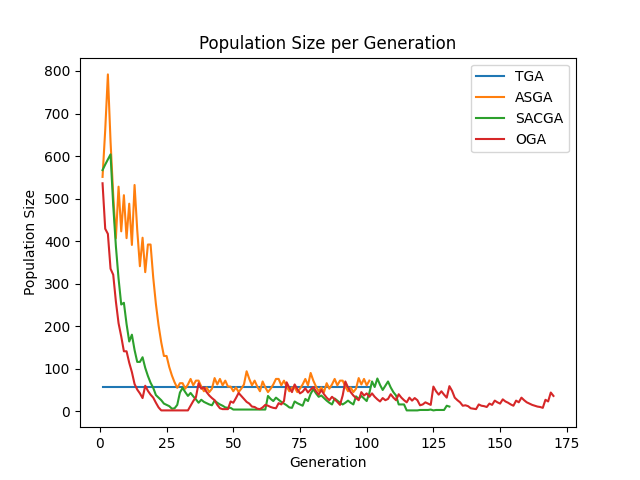 Population Size per Generation
TGA
ASGA
SACGA
OGA
Population Size
800
700
600
500
400
300
200
100
0
0 25 50 75 100 125 150 175
Generation